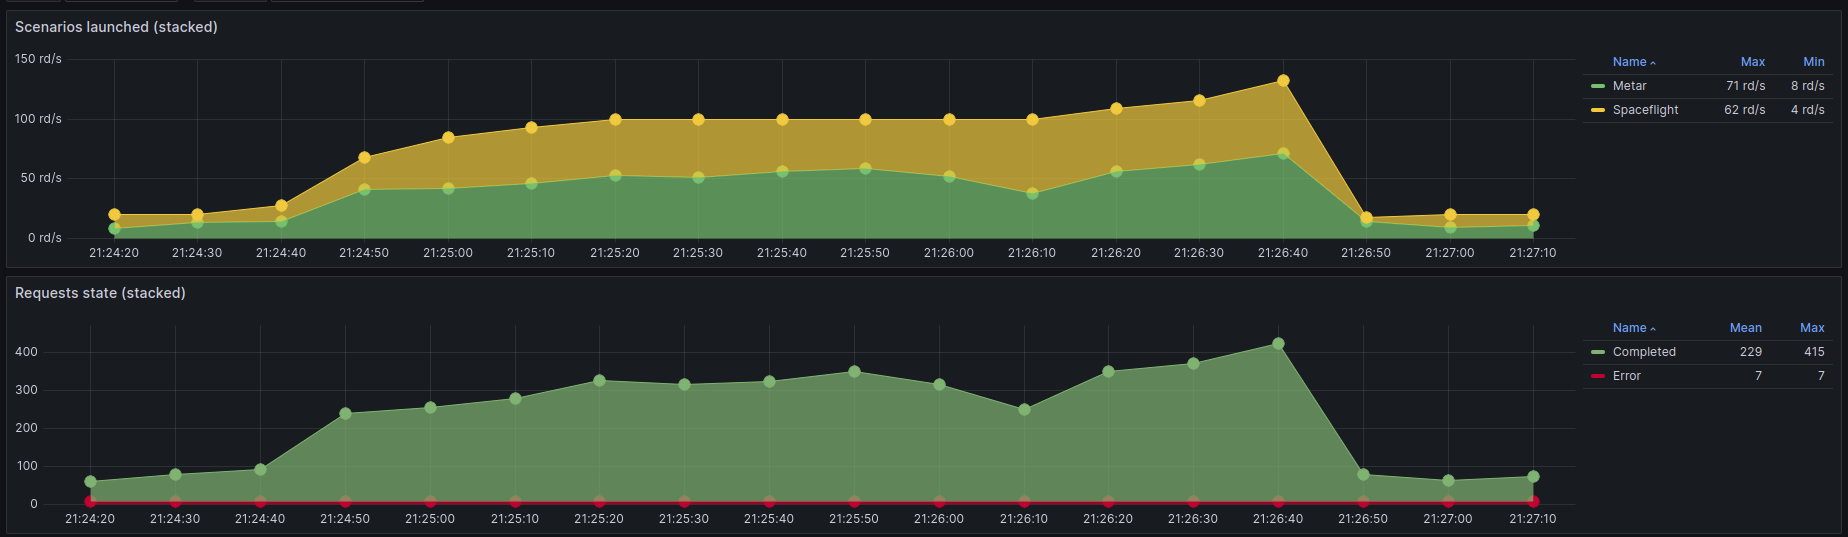 Scenarios launched (stacked)
150 rd/s
100 rd/s
50 rd/s
0 rd/s
21:24:20 21:24:30 21:24:40 21:24:50 21:25:00 21:25:10 21:25:20 21:25:30 21:25:40 21:25:50 21:26:00 21:26:10 21:26:20 21:26:30 21:26:40 21:26:50 21:27:00 21:27:10
Name Max Min
Metar 71 rd/s 8 rd/s
Spaceflight 62 rd/s 4 rd/s
Requests state (stacked)
400
300
200
100
0
21:24:20 21:24:30 21:24:40 21:24:50 21:25:00 21:25:10 21:25:20 21:25:30 21:25:40 21:25:50 21:26:00 21:26:10 21:26:20 21:26:30 21:26:40 21:26:50 21:27:00 21:27:10
Name Mean Max
Completed 229 415
Error 7 7